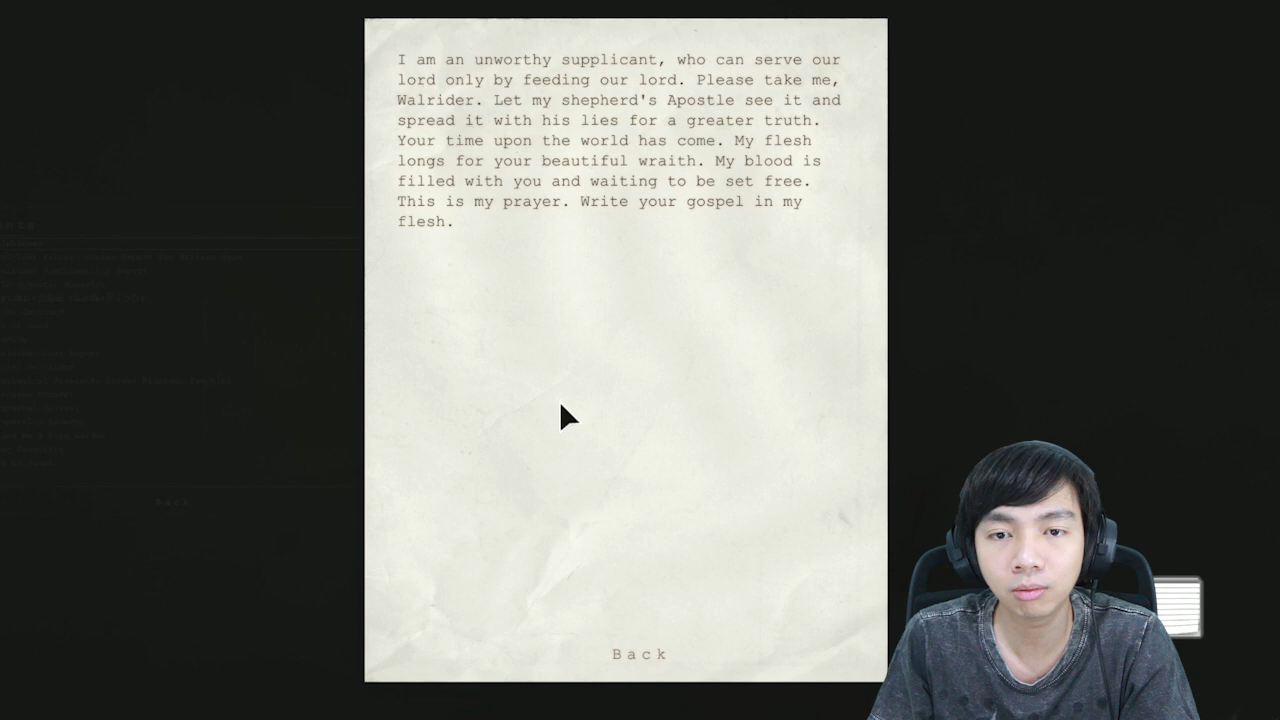 I am an unworthy supplicant, who can serve our
lord only by feeding our lord. Please take me,
Walrider. Let my shepherd's Apostle see it and
spread it with his lies for a greater truth.
Your time upon the world has come. My flesh
longs for your beautiful wraith. My blood is
filled with you and waiting to be set free.
This is my prayer. Write your gospel in my
flesh.
Back
Back